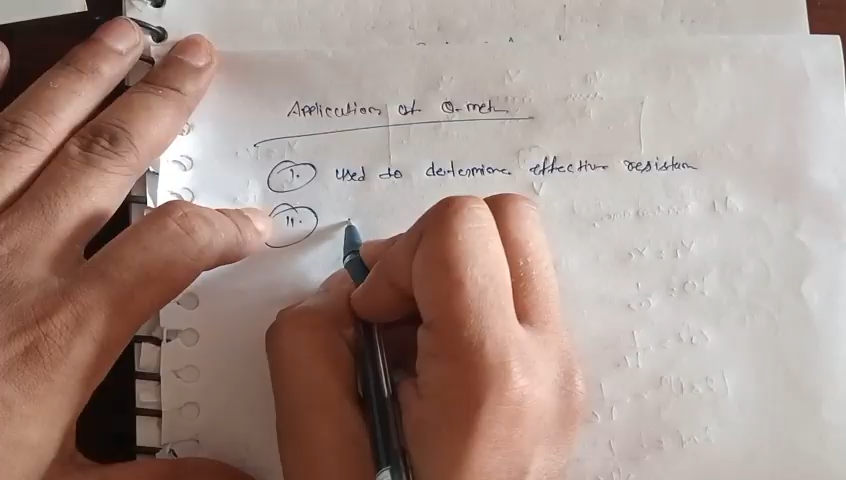 Application of Q-meter
I. Used to determine effective resistan
II.